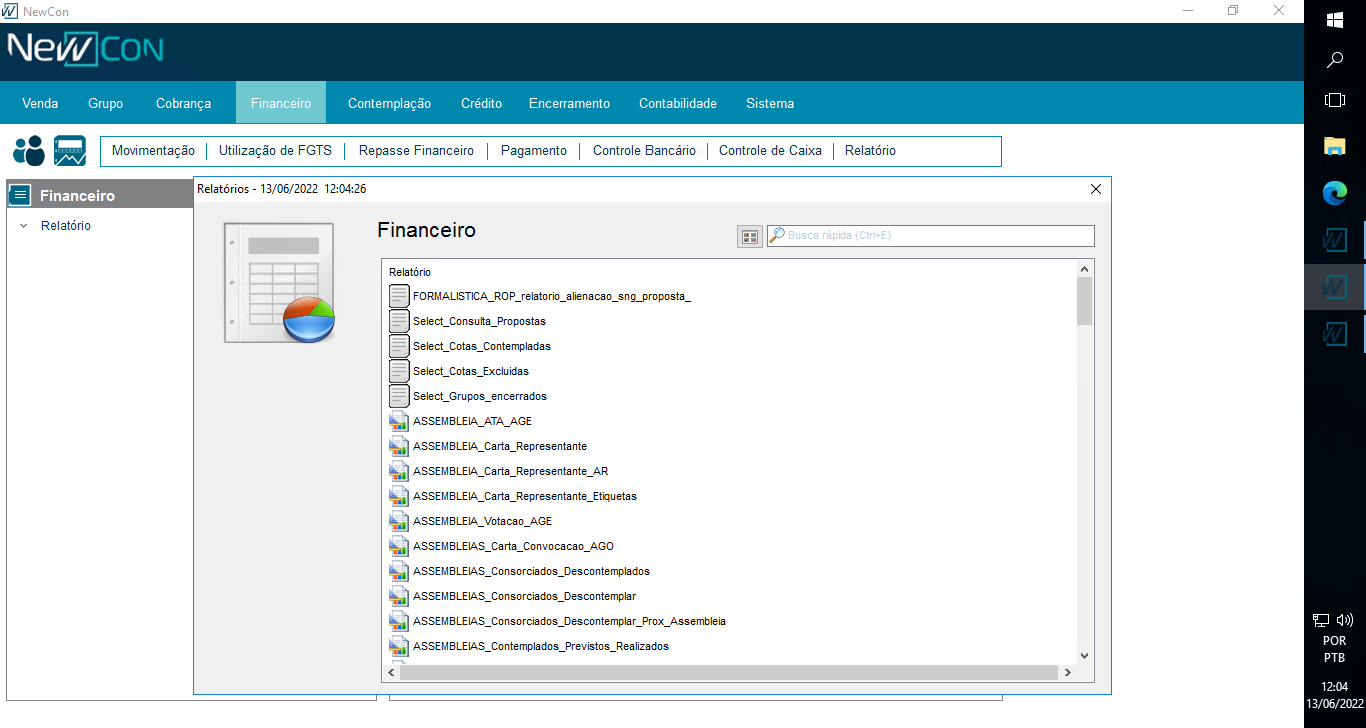 NewCon
NewCon
Venda Grupo Cobrança Financeiro Contemplação Crédito Encerramento Contabilidade Sistema
Movimentação Utilização de FGTS Repasse Financeiro Pagamento Controle Bancário Controle de Caixa Relatório
Financeiro
Relatório
Relatórios - 13/06/2022 12:04:26
Financeiro
Busca rápida (Ctrl+E)
Relatório
FORMALISTICA_ROP_relatorio_alienacao_sng_proposta_
Select_Consulta_Propostas
Select_Cotas_Contempladas
Select_Cotas_Excluidas
Select_Grupos_encerrados
ASSEMBLEIA_ATA_AGE
ASSEMBLEIA_Carta_Representante
ASSEMBLEIA_Carta_Representante_AR
ASSEMBLEIA_Carta_Representante_Etiquetas
ASSEMBLEIA_Votacao_AGE
ASSEMBLEIAS_Carta_Convocacao_AGO
ASSEMBLEIAS_Consorciados_Descontemplados
ASSEMBLEIAS_Consorciados_Descontemplar
ASSEMBLEIAS_Consorciados_Descontemplar_Prox_Assembleia
ASSEMBLEIAS_Contemplados_Previstos_Realizados
POR
PTB
12:04
13/06/2022